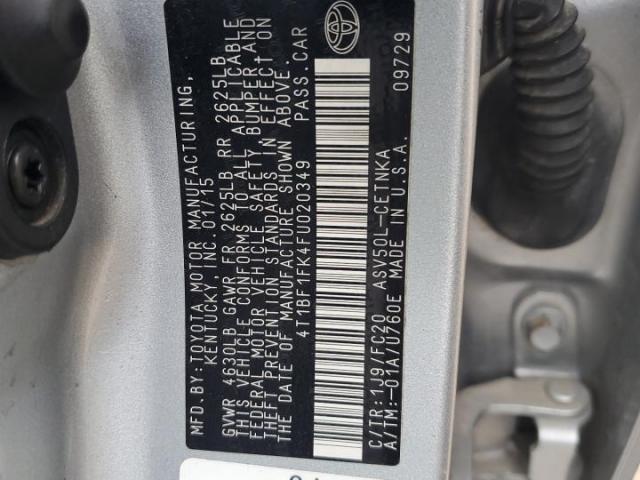 MFD. BY: TOYOTA MOTOR MANUFACTURING,
KENTUCKY, INC. 01/15
GVWR 4630LB GAWR FR 2625LB RR 2625LB
THIS VEHICLE CONFORMS TO ALL APPLICABLE
FEDERAL MOTOR VEHICLE SAFETY, BUMPER, AND
THEFT PREVENTION STANDARDS IN EFFECT ON
THE DATE OF MANUFACTURE SHOWN ABOVE.
4T1BF1FK4FU020349 PASS. CAR
C/TR: 1J9/FC20 ASV50L-CETNKA
A/TM: -01A/U760E MADE IN U.S.A. 09729